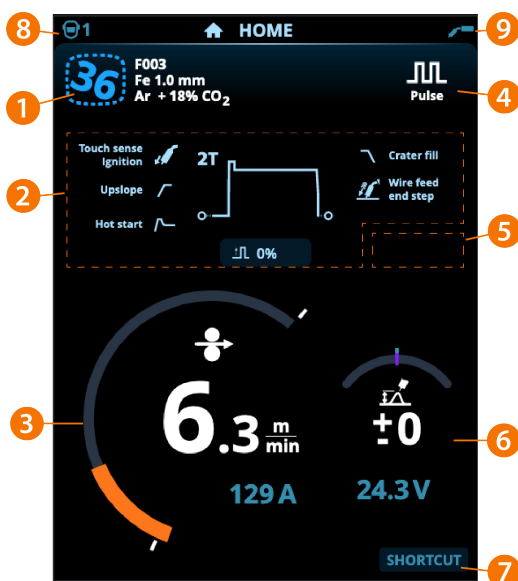 8
1
HOME
9
36
F003
Fe 1.0 mm
Ar + 18% CO2
Pulse
1
4
Touch sense
Ignition
2T
Crater fill
2
Upslope
Wire feed
end step
Hot start
5
0%
3
6.3 m/min
±0
6
129 A
24.3 V
SHORTCUT
7